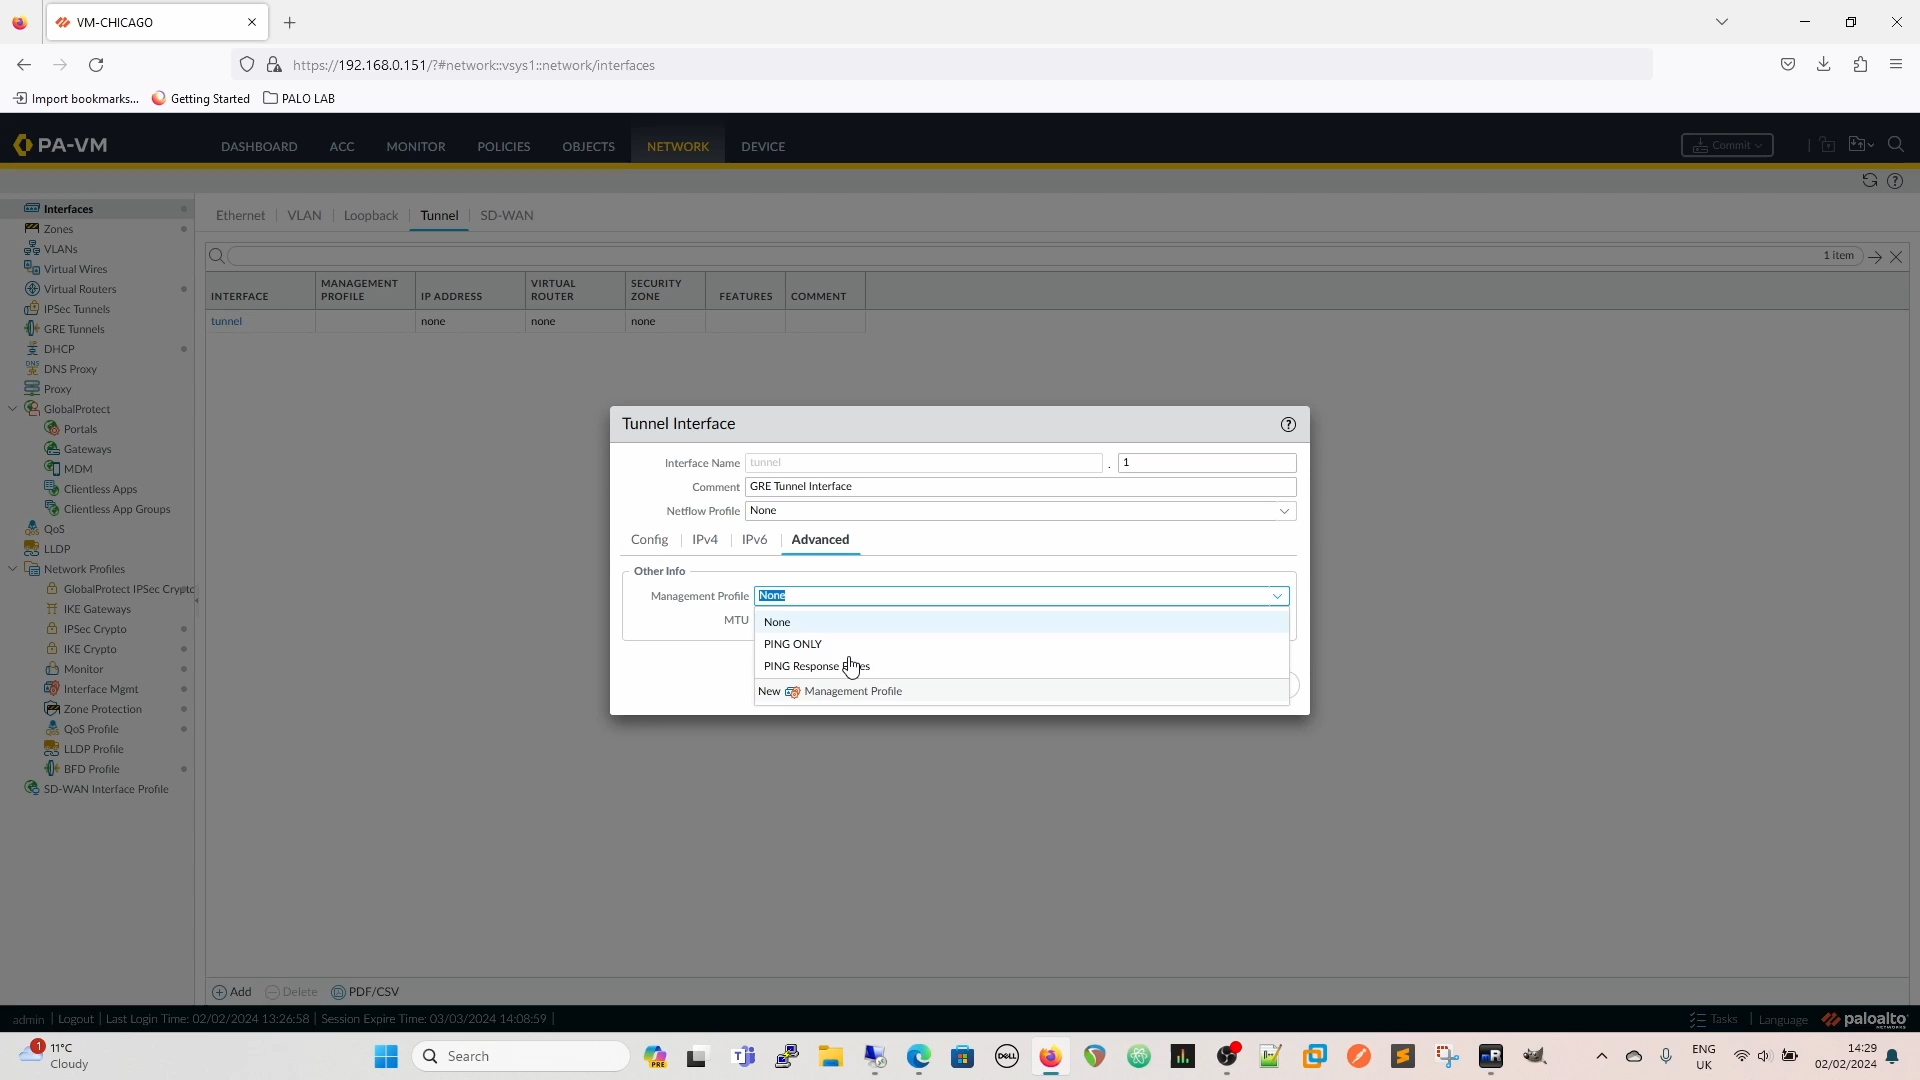 VM-CHICAGO
https://192.168.0.151/?#network::vsys1::network/interfaces
Import bookmarks... Getting Started PALO LAB
PA-VM DASHBOARD ACC MONITOR POLICIES OBJECTS NETWORK DEVICE Commit
Interfaces
Zones
VLANs
Virtual Wires
Virtual Routers
IPSec Tunnels
GRE Tunnels
DHCP
DNS Proxy
Proxy
GlobalProtect
Portals
Gateways
MDM
Clientless Apps
Clientless App Groups
QoS
LLDP
Network Profiles
GlobalProtect IPSec Crypto
IKE Gateways
IPSec Crypto
IKE Crypto
Monitor
Interface Mgmt
Zone Protection
QoS Profile
LLDP Profile
BFD Profile
SD-WAN Interface Profile
Ethernet VLAN Loopback Tunnel SD-WAN
1 item
INTERFACE MANAGEMENT PROFILE IP ADDRESS VIRTUAL ROUTER SECURITY ZONE FEATURES COMMENT
tunnel none none none
Tunnel Interface
Interface Name tunnel . 1
Comment GRE Tunnel Interface
Netflow Profile None
Config IPv4 IPv6 Advanced
Other Info
Management Profile None
MTU
None
PING ONLY
PING Response
New Management Profile
Add Delete PDF/CSV
admin | Logout | Last Login Time: 02/02/2024 13:26:58 | Session Expire Time: 03/03/2024 14:08:59 |
Tasks | Language paloalto NETWORKS
1 11°C
Cloudy
Search
PRE
DELL
ENG
UK
14:29
02/02/2024